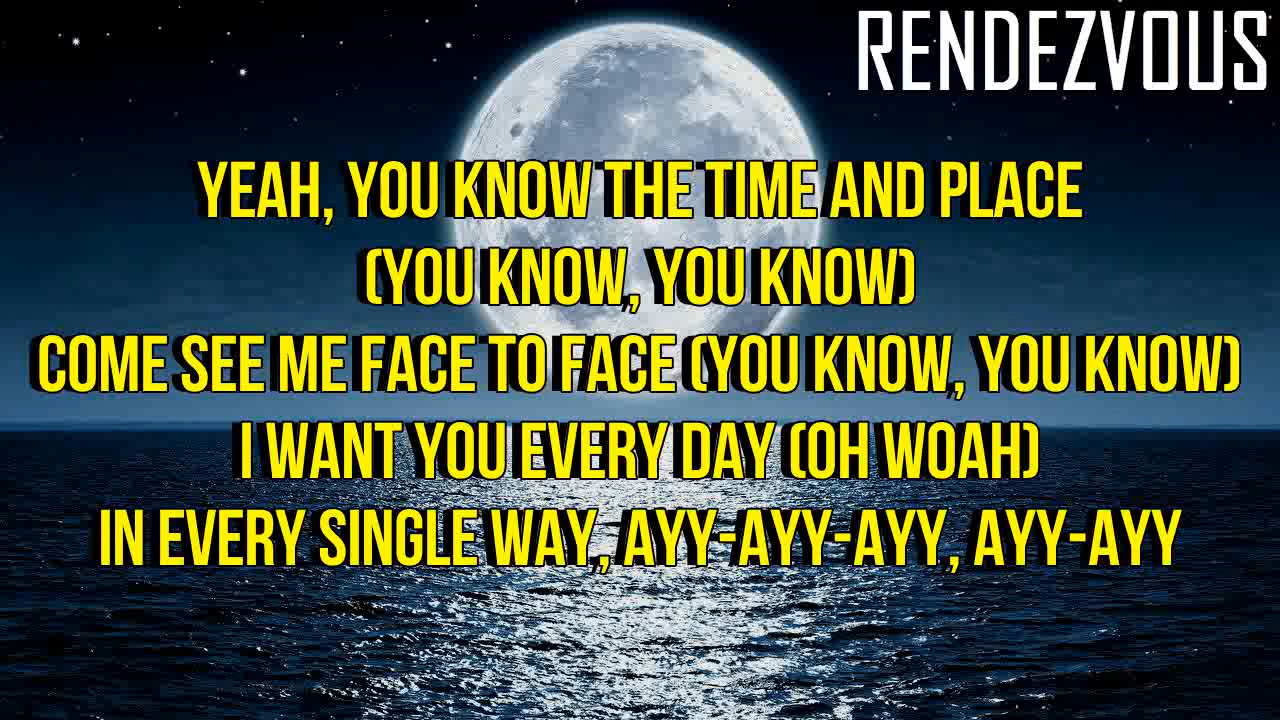 RENDEZVOUS
YEAH, YOU KNOW THE TIME AND PLACE
(YOU KNOW, YOU KNOW)
COME SEE ME FACE TO FACE (YOU KNOW, YOU KNOW)
I WANT YOU EVERY DAY (OH WOAH)
IN EVERY SINGLE WAY, AYY-AYY-AYY, AYY-AYY